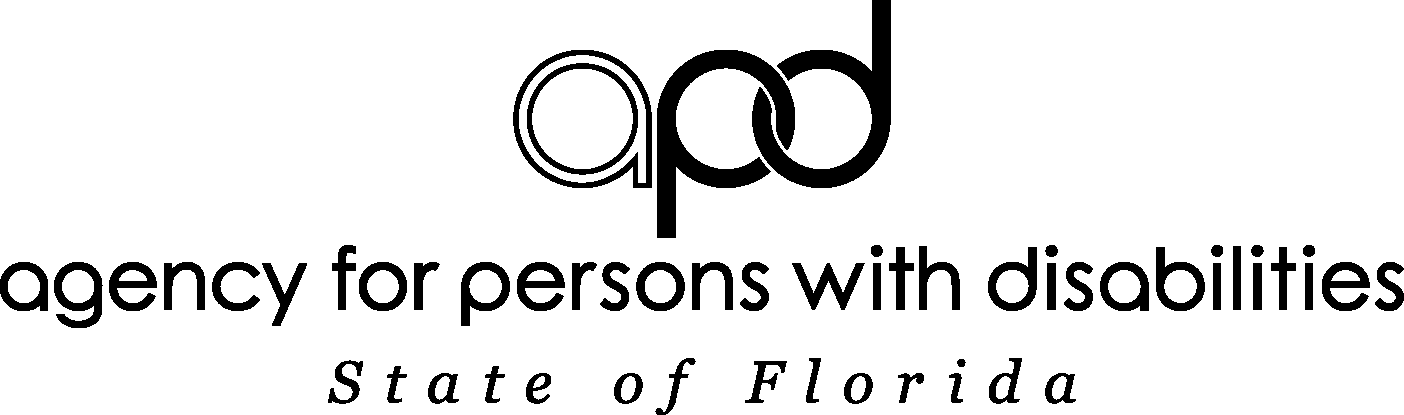 apd
agency for persons with disabilities
State of Florida